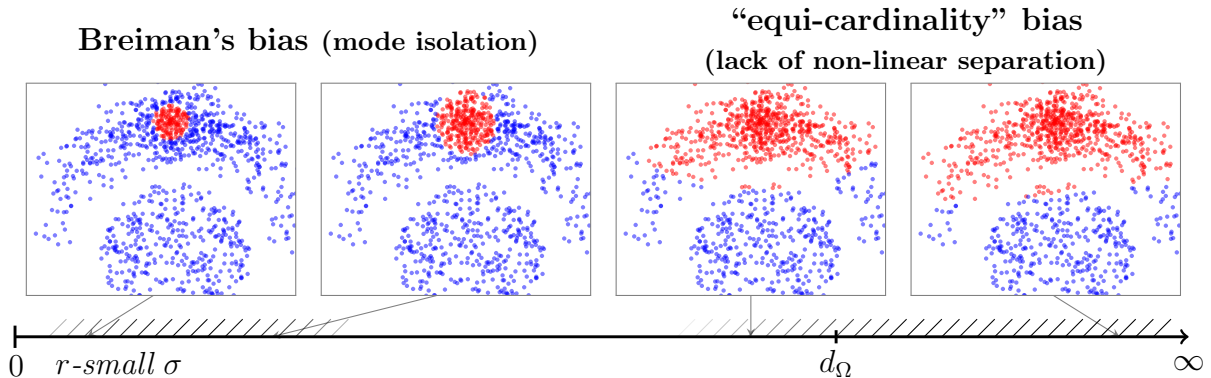 Breiman's bias (mode isolation)
“equi-cardinality” bias
(lack of non-linear separation)
0
r-small σ
d_Ω
∞